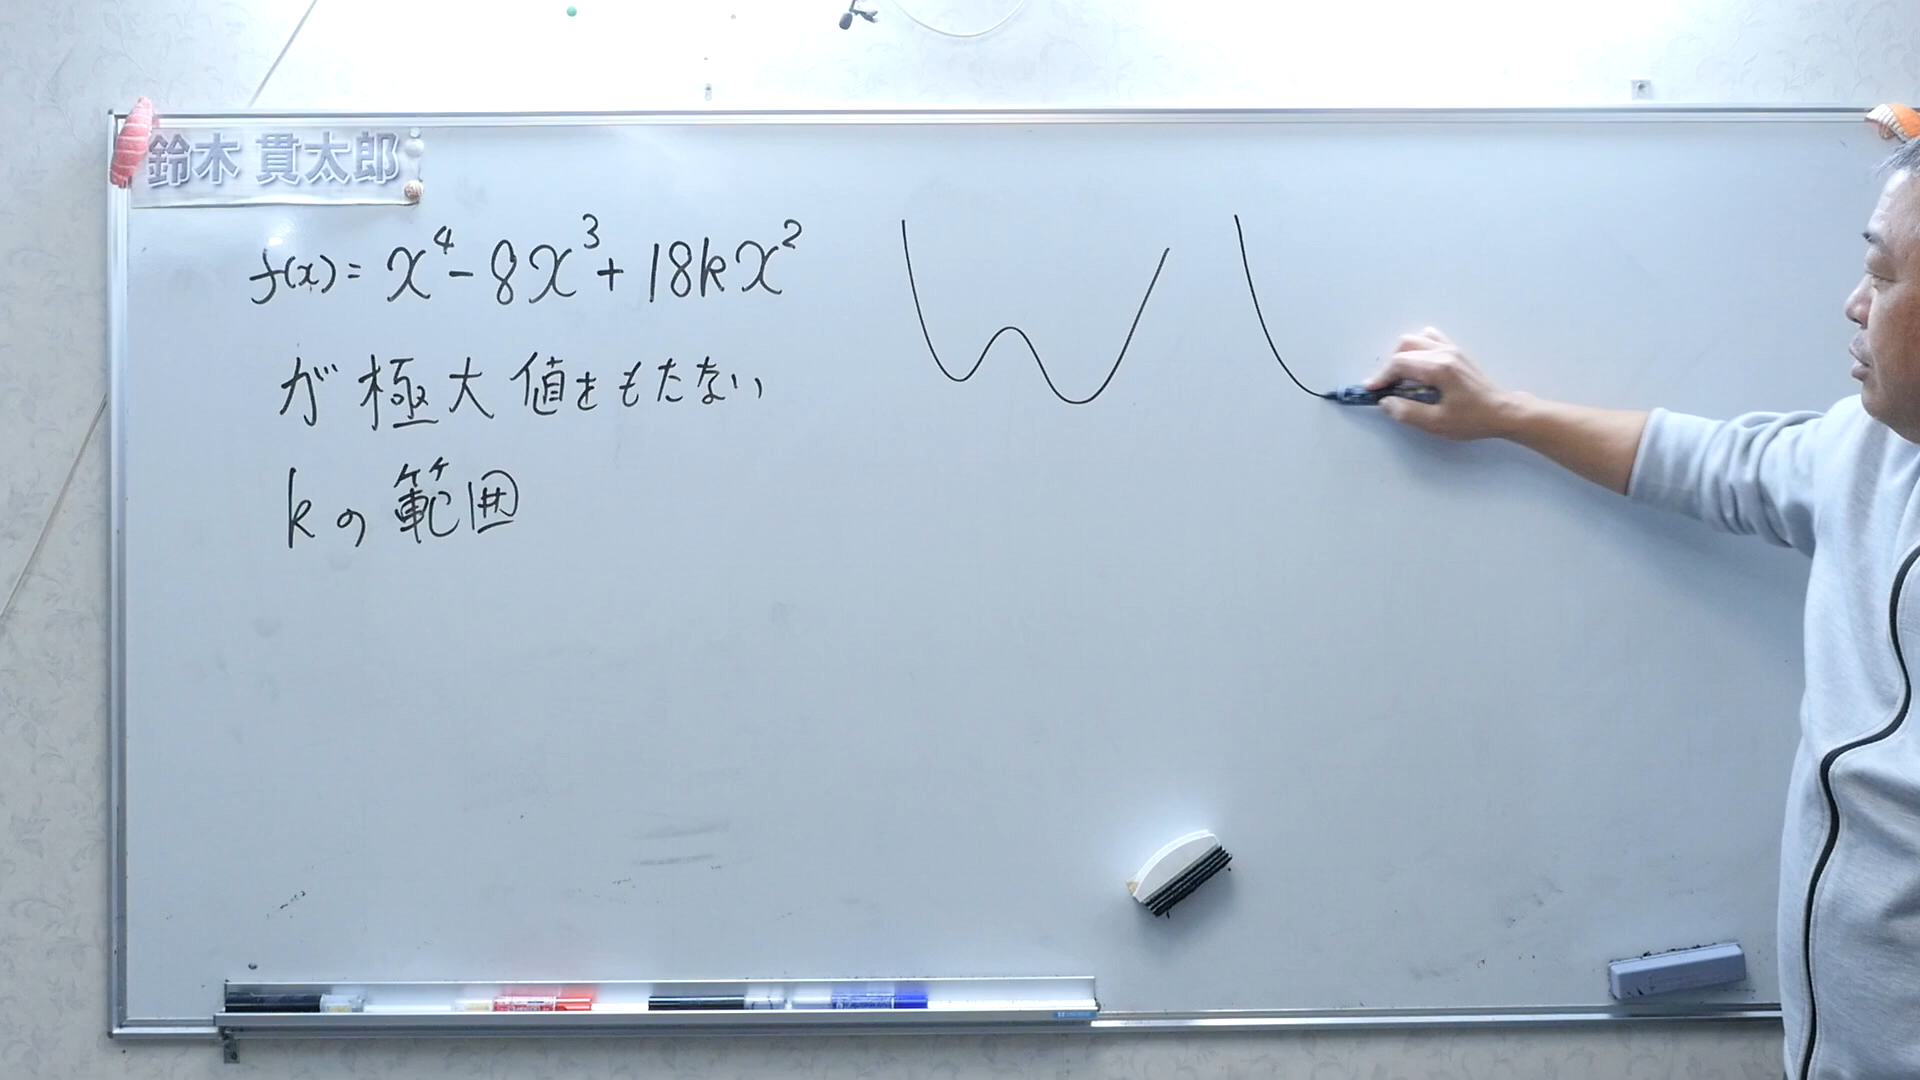 鈴木 貫太郎
f(x) = x⁴ - 8x³ + 18kx²
が極大値をもたない
kの範囲